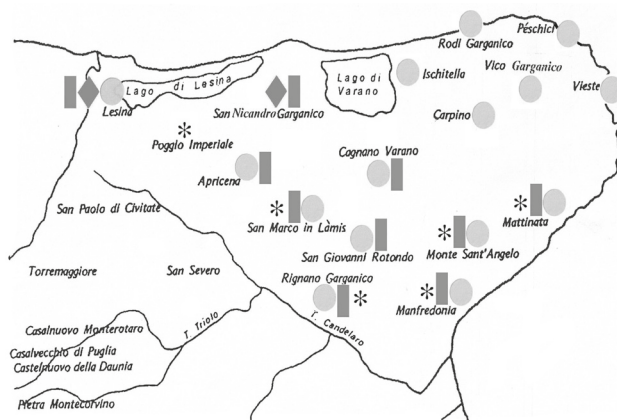 Péschici
Rodi Garganico
Lago di Lesina
Lago di
Varano
Ischitella
Vico Garganico
Vieste
Lesina
San Nicandro Garganico
Carpino
*
Poggio Imperiale
Cagnano Varano
Apricena
San Paolo di Civitate
*
San Marco in Làmis
*
Mattinata
San Giovanni Rotondo
*
Monte Sant'Angelo
Torremaggiore
San Severo
Rignano Garganico
*
*
Manfredonia
T. Triolo
T. Candelaro
Casalnuovo Monterotaro
Casalvecchio di Puglia
Castelnuovo della Daunia
Pietra Montecorvino